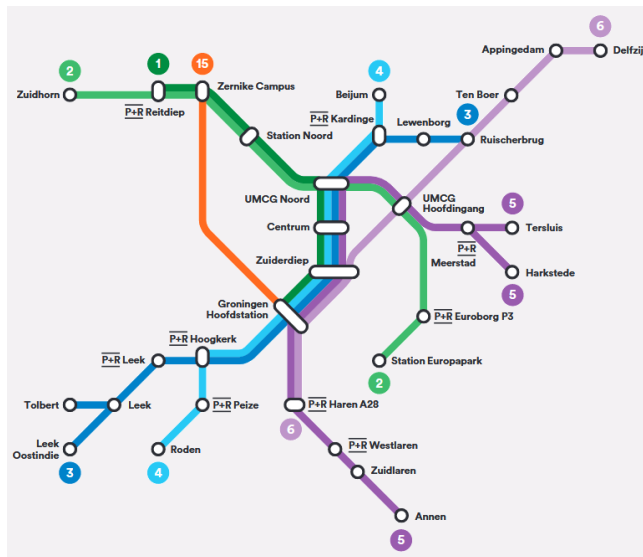 6
Appingedam
Delfzijl
2
1
15
4
Zuidhorn
Zernike Campus
Beijum
Ten Boer
P+R Reitdiep
P+R Kardinge
Lewenborg
3
Station Noord
Ruischerbrug
UMCG Noord
UMCG
Hoofdingang
5
Tersluis
Centrum
P+R
Meerstad
Zuiderdiep
Harkstede
5
Groningen
Hoofdstation
P+R Euroborg P3
P+R Hoogkerk
P+R Leek
Station Europapark
2
Tolbert
Leek
P+R Peize
P+R Haren A28
6
Leek
Oostindie
Roden
P+R Westlaren
3
4
Zuidlaren
Annen
5